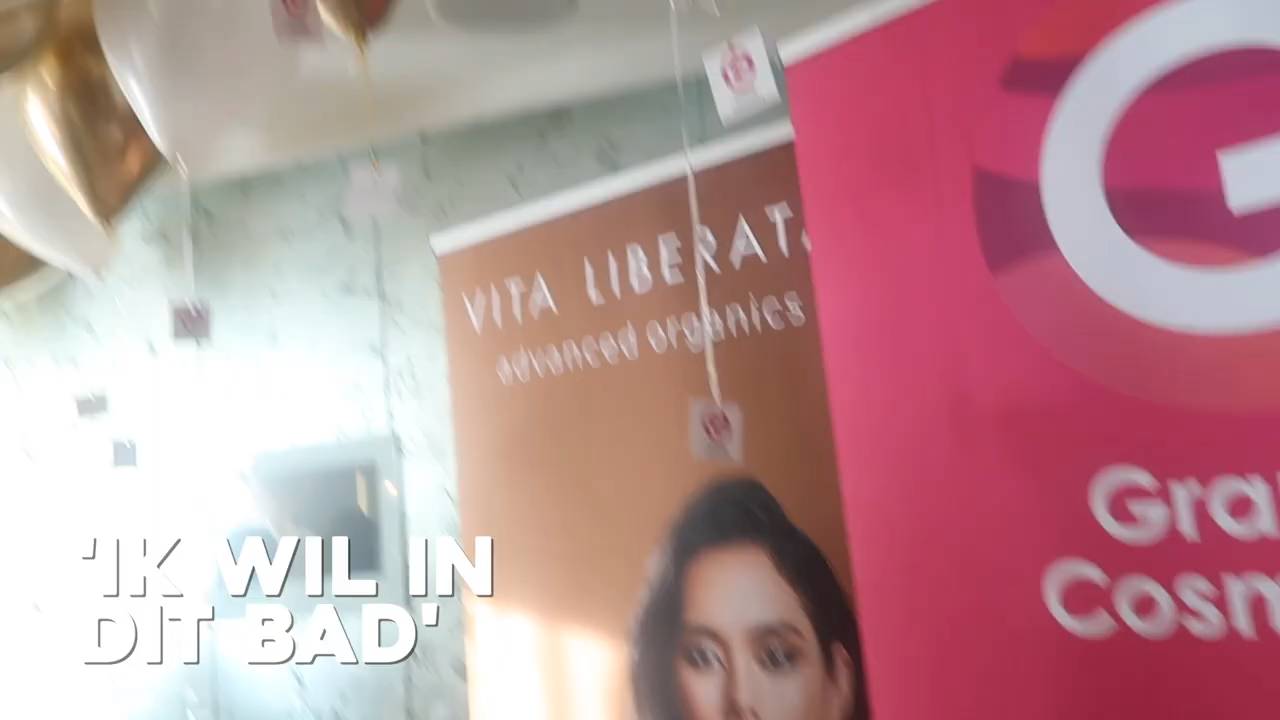 VITA LIBERAT
advanced organics
G
Gra
Cosm
'IK WIL IN
DIT BAD'